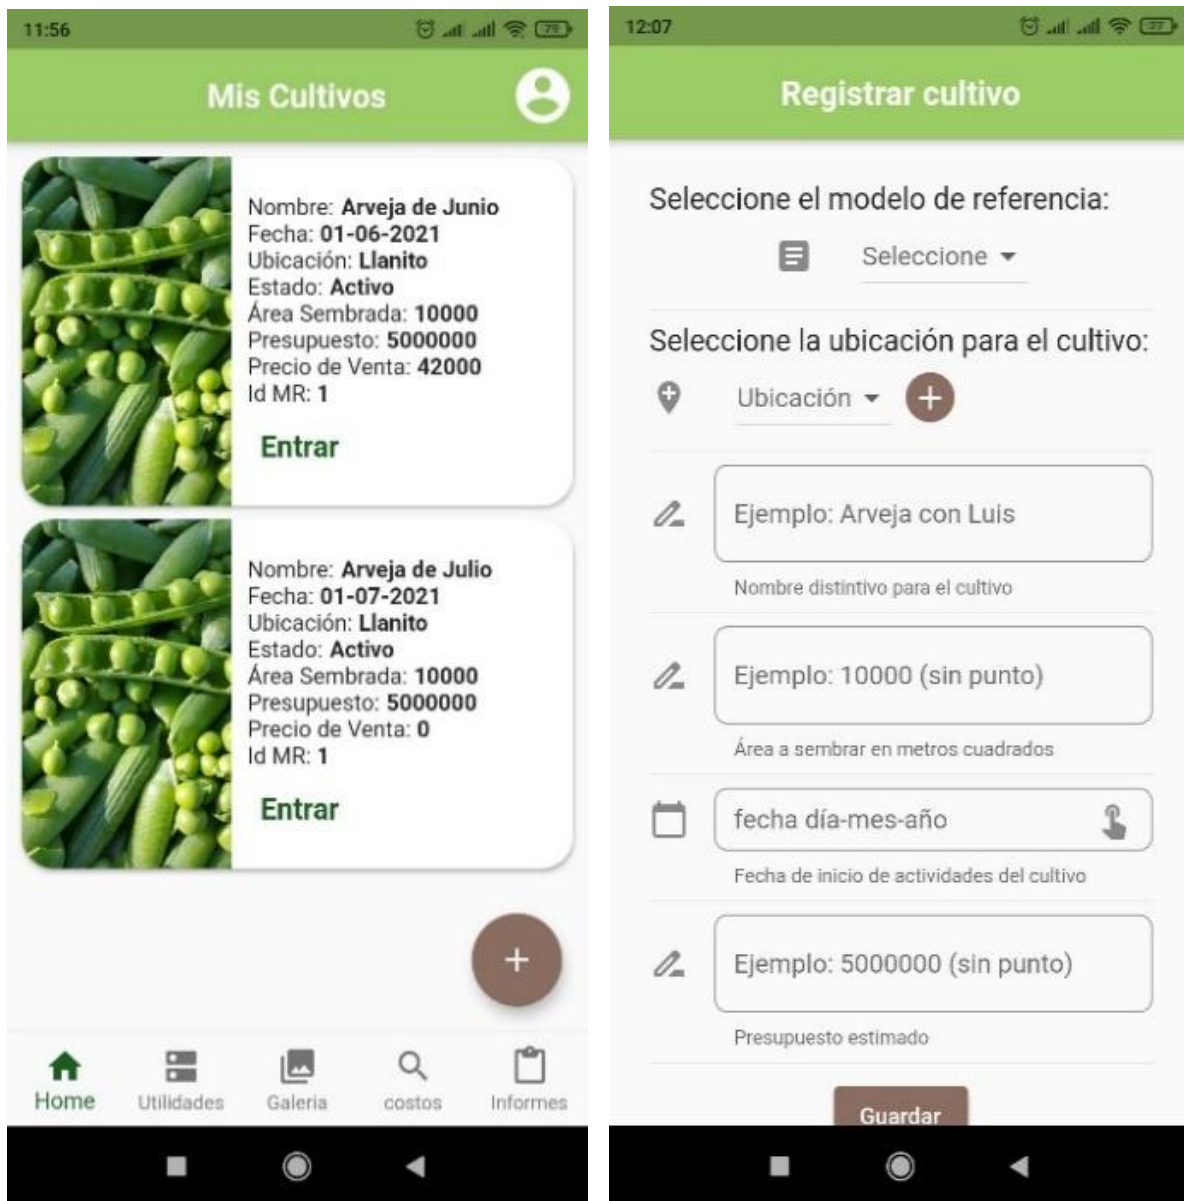 11:56
79
Mis Cultivos
Nombre: Arveja de Junio
Fecha: 01-06-2021
Ubicación: Llanito
Estado: Activo
Área Sembrada: 10000
Presupuesto: 5000000
Precio de Venta: 42000
Id MR: 1
Entrar
Nombre: Arveja de Julio
Fecha: 01-07-2021
Ubicación: Llanito
Estado: Activo
Área Sembrada: 10000
Presupuesto: 5000000
Precio de Venta: 0
Id MR: 1
Entrar
Home
Utilidades
Galeria
costos
Informes
12:07
77
Registrar cultivo
Seleccione el modelo de referencia:
Seleccione
Seleccione la ubicación para el cultivo:
Ubicación
Ejemplo: Arveja con Luis
Nombre distintivo para el cultivo
Ejemplo: 10000 (sin punto)
Área a sembrar en metros cuadrados
fecha día-mes-año
Fecha de inicio de actividades del cultivo
Ejemplo: 5000000 (sin punto)
Presupuesto estimado
Guardar